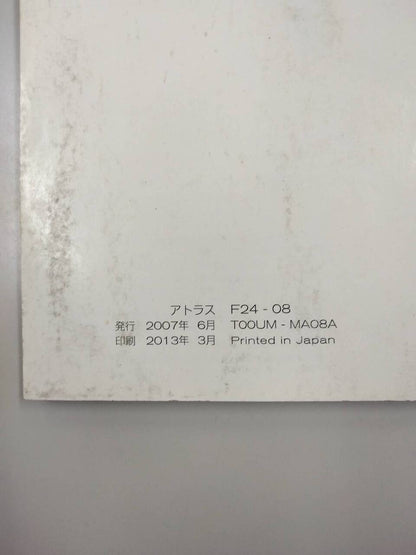 アトラス F24 - 08
発行 2007年 6月 T00UM - MA08A
印刷 2013年 3月 Printed in Japan